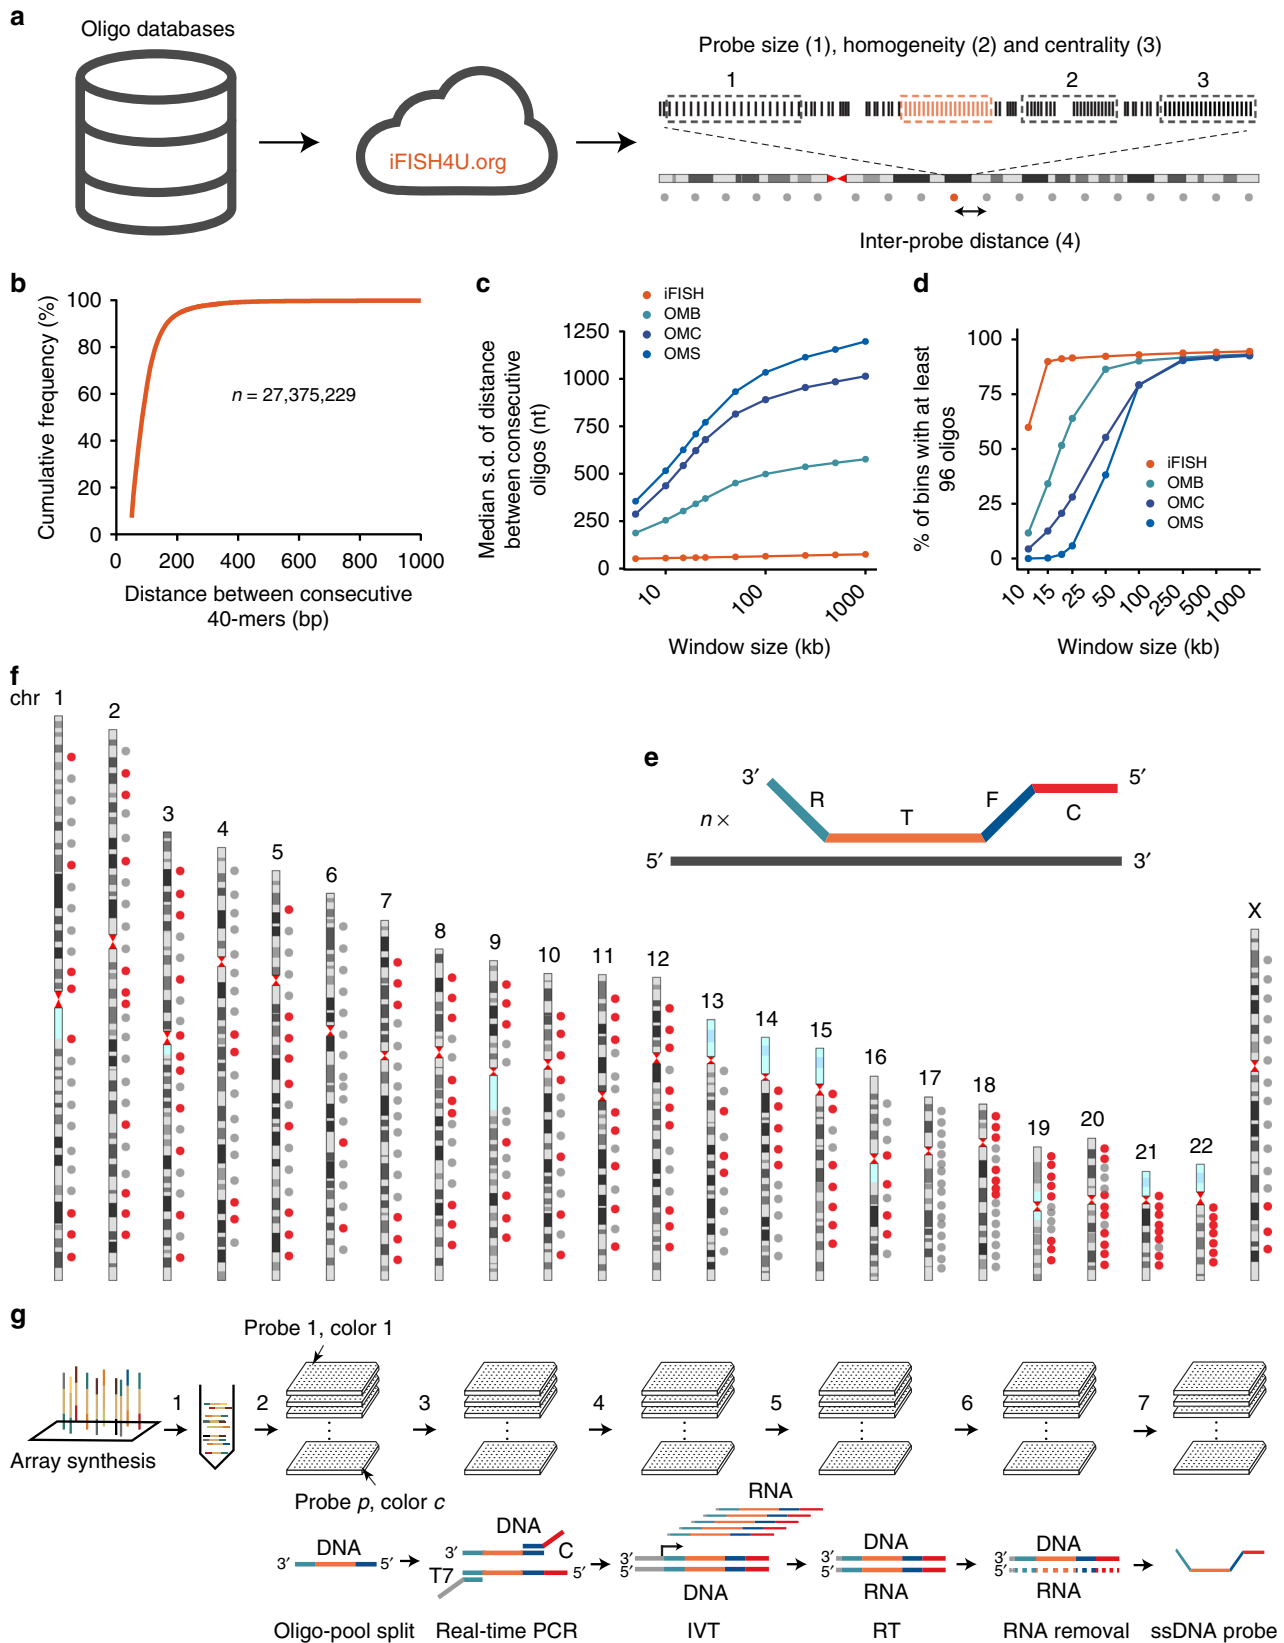 a
Oligo databases
iFISH4U.org
Probe size (1), homogeneity (2) and centrality (3)
1
2
3
Inter-probe distance (4)
b
Cumulative frequency (%)
100
80
60
40
20
0
n = 27,375,229
0
200
400
600
800
1000
Distance between consecutive
40-mers (bp)
c
iFISH
OMB
OMC
OMS
Median s.d. of distance
between consecutive
oligos (nt)
1250
1000
750
500
250
0
10
100
1000
Window size (kb)
d
% of bins with at least
96 oligos
100
75
50
25
0
iFISH
OMB
OMC
OMS
10
15
25
50
100
250
500
1000
Window size (kb)
f
chr
1
2
3
4
5
6
7
8
9
10
11
12
13
14
15
16
17
18
19
20
21
22
X
e
3′
R
T
F
C
5′
n ×
5′
3′
g
Array synthesis
1
2
Probe 1, color 1
Probe p, color c
3
4
5
6
7
3′
DNA
5′
Oligo-pool split
DNA
3′
C
T7
5′
Real-time PCR
RNA
3′
5′
DNA
IVT
DNA
3′
5′
RNA
RT
DNA
3′
5′
RNA
RNA removal
ssDNA probe